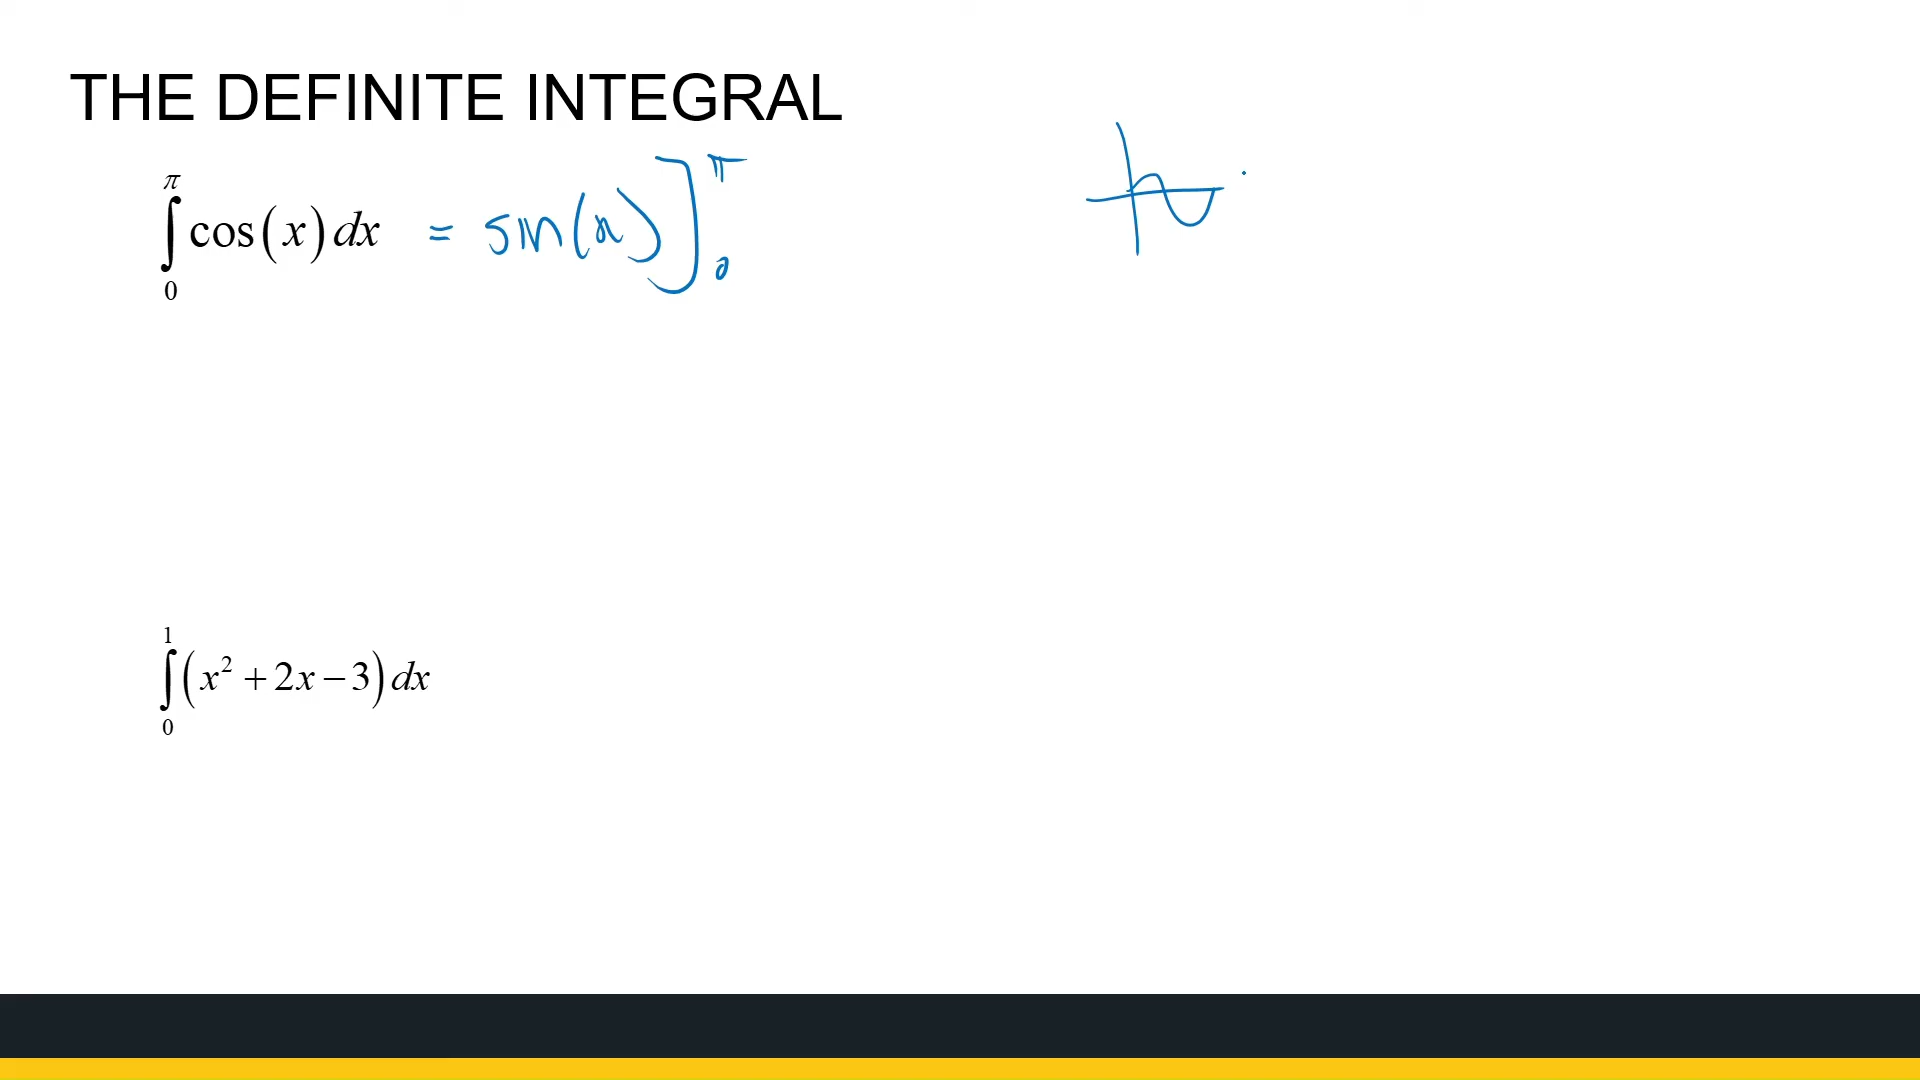 THE DEFINITE INTEGRAL
∫₀^π cos(x) dx = sin(x)]₀^π
∫₀¹ (x² + 2x − 3) dx